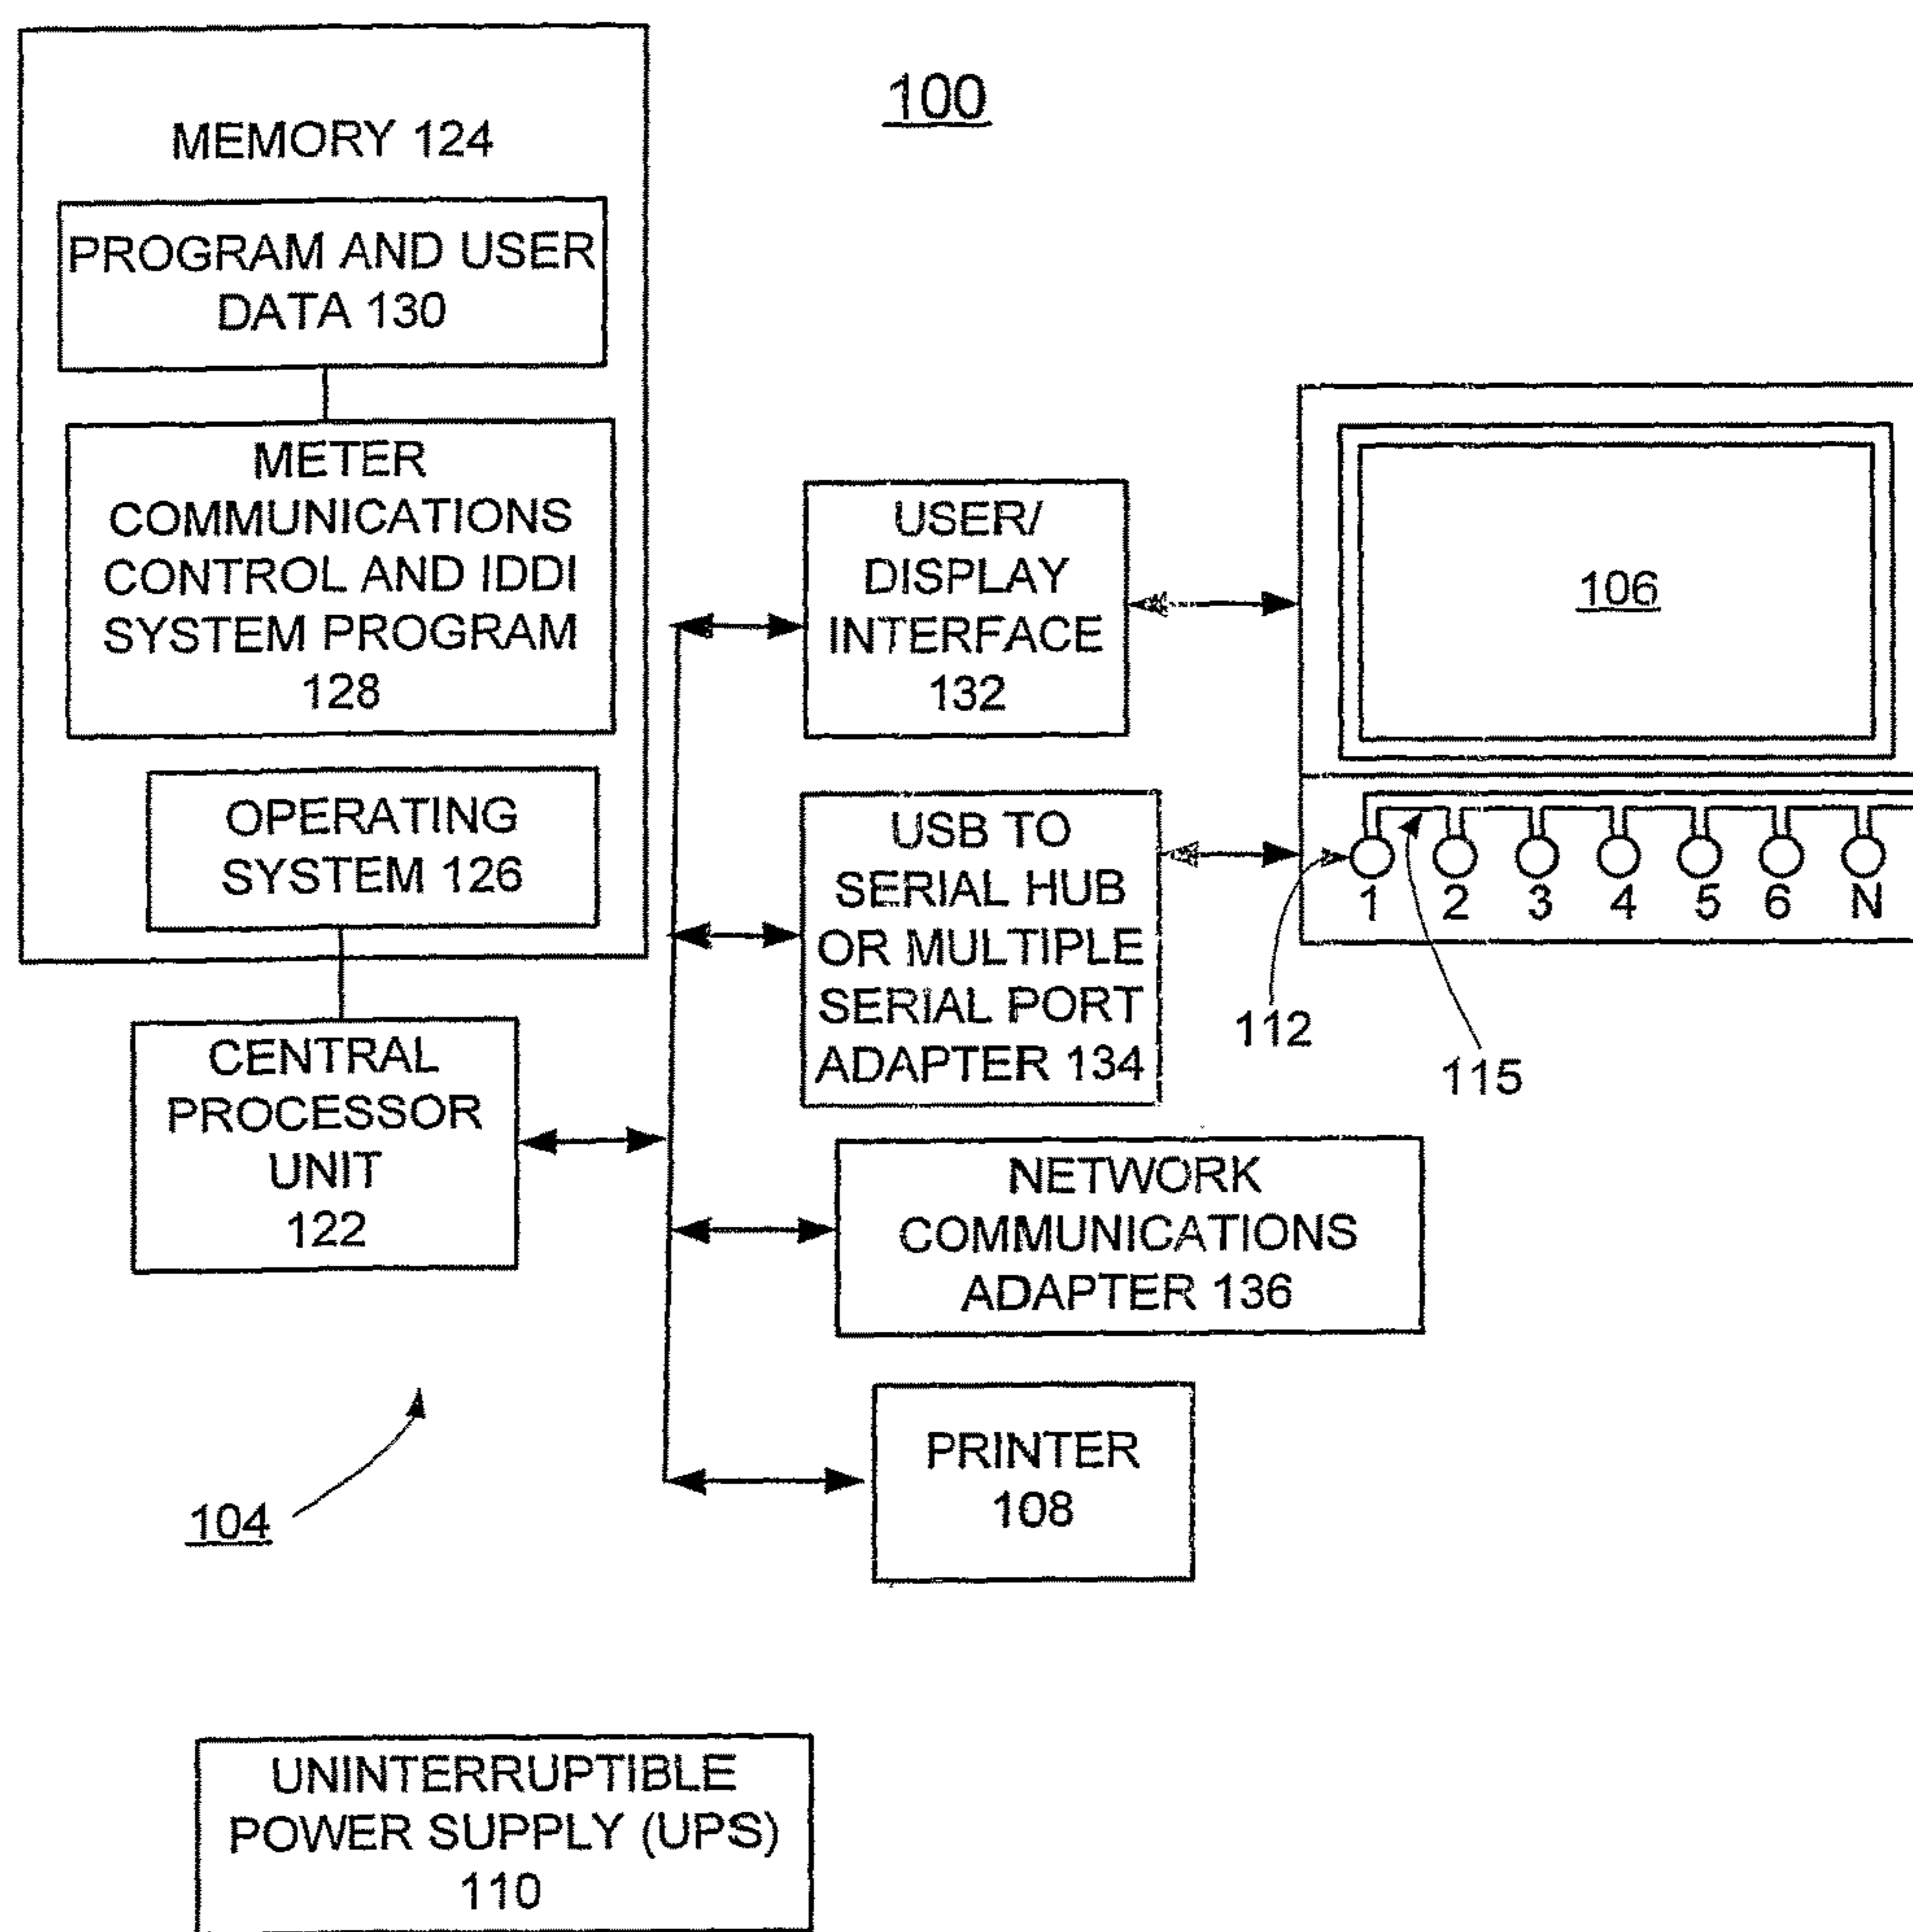 100
MEMORY 124
PROGRAM AND USER
DATA 130
METER
COMMUNICATIONS
CONTROL AND IDDI
SYSTEM PROGRAM
128
OPERATING
SYSTEM 126
CENTRAL
PROCESSOR
UNIT
122
104
USER/
DISPLAY
INTERFACE
132
USB TO
SERIAL HUB
OR MULTIPLE
SERIAL PORT
ADAPTER 134
NETWORK
COMMUNICATIONS
ADAPTER 136
PRINTER
108
106
1 2 3 4 5 6 N
112
115
UNINTERRUPTIBLE
POWER SUPPLY (UPS)
110